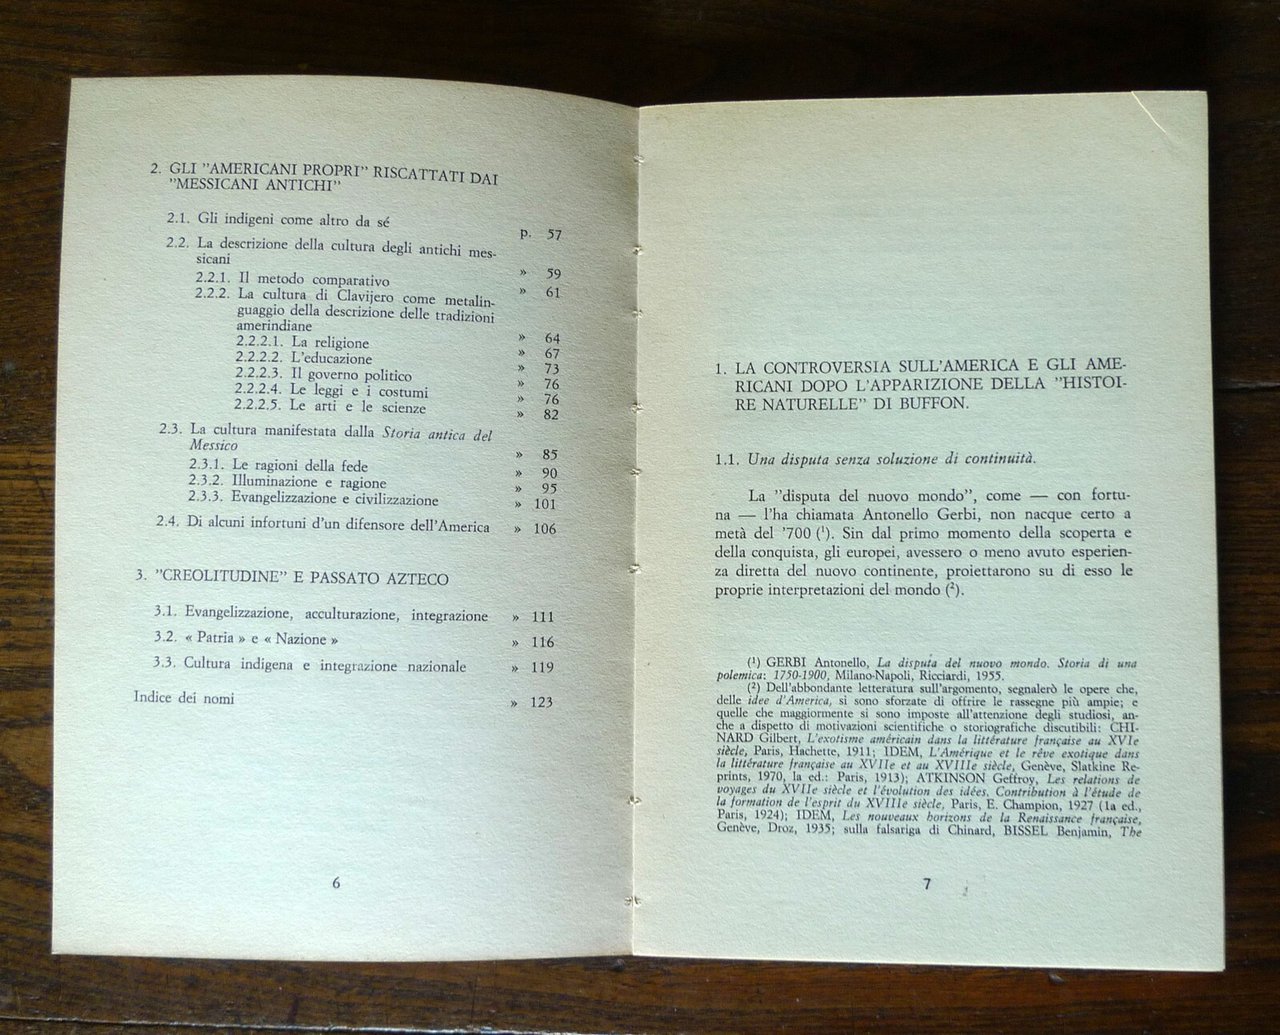 2. GLI "AMERICANI PROPRI" RISCATTATI DAI
"MESSICANI ANTICHI"
2.1. Gli indigeni come altro da sé p. 57
2.2. La descrizione della cultura degli antichi mes-
sicani » 59
2.2.1. Il metodo comparativo » 61
2.2.2. La cultura di Clavijero come metalin-
guaggio della descrizione delle tradizioni
amerindiane » 64
2.2.2.1. La religione » 67
2.2.2.2. L'educazione » 73
2.2.2.3. Il governo politico » 76
2.2.2.4. Le leggi e i costumi » 76
2.2.2.5. Le arti e le scienze » 82
2.3. La cultura manifestata dalla Storia antica del
Messico » 85
2.3.1. Le ragioni della fede » 90
2.3.2. Illuminazione e ragione » 95
2.3.3. Evangelizzazione e civilizzazione » 101
2.4. Di alcuni infortuni d'un difensore dell'America » 106
3. "CREOLITUDINE" E PASSATO AZTECO
3.1. Evangelizzazione, acculturazione, integrazione » 111
3.2. « Patria » e « Nazione » » 116
3.3. Cultura indigena e integrazione nazionale » 119
Indice dei nomi » 123
6
1. LA CONTROVERSIA SULL'AMERICA E GLI AME-
RICANI DOPO L'APPARIZIONE DELLA "HISTOI-
RE NATURELLE" DI BUFFON.
1.1. Una disputa senza soluzione di continuità.
La "disputa del nuovo mondo", come — con fortu-
na — l'ha chiamata Antonello Gerbi, non nacque certo a
metà del '700 (¹). Sin dal primo momento della scoperta e
della conquista, gli europei, avessero o meno avuto esperien-
za diretta del nuovo continente, proiettarono su di esso le
proprie interpretazioni del mondo (²).
(¹) GERBI Antonello, La disputa del nuovo mondo. Storia di una
polemica: 1750-1900, Milano-Napoli, Ricciardi, 1955.
(²) Dell'abbondante letteratura sull'argomento, segnalerò le opere che,
delle idee d'America, si sono sforzate di offrire le rassegne più ampie; e
quelle che maggiormente si sono imposte all'attenzione degli studiosi, an-
che a dispetto di motivazioni scientifiche o storiografiche discutibili: CHI-
NARD Gilbert, L'exotisme américain dans la littérature française au XVIe
siècle, Paris, Hachette, 1911; IDEM, L'Amérique et le rêve exotique dans
la littérature française au XVIIe et au XVIIIe siècle, Genève, Slatkine Re-
prints, 1970, la ed.: Paris, 1913); ATKINSON Geffroy, Les relations de
voyages du XVIIe siècle et l'évolution des idées. Contribution à l'étude de
la formation de l'esprit du XVIIIe siècle, Paris, E. Champion, 1927 (1a ed.,
Paris, 1924); IDEM, Les nouveaux horizons de la Renaissance française,
Genève, Droz, 1935; sulla falsariga di Chinard, BISSEL Benjamin, The
7